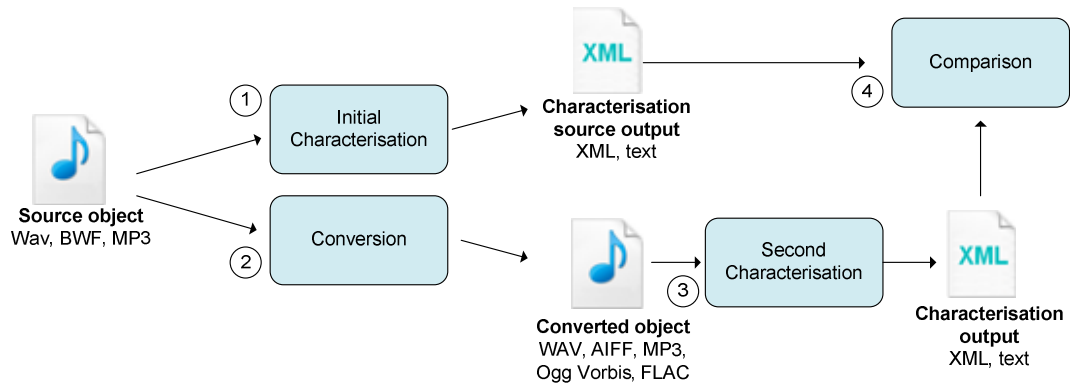 1
Initial
Characterisation
Source object
Wav, BWF, MP3
2
Conversion
XML
Characterisation
source output
XML, text
Converted object
WAV, AIFF, MP3,
Ogg Vorbis, FLAC
3
Second
Characterisation
XML
Characterisation
output
XML, text
4
Comparison